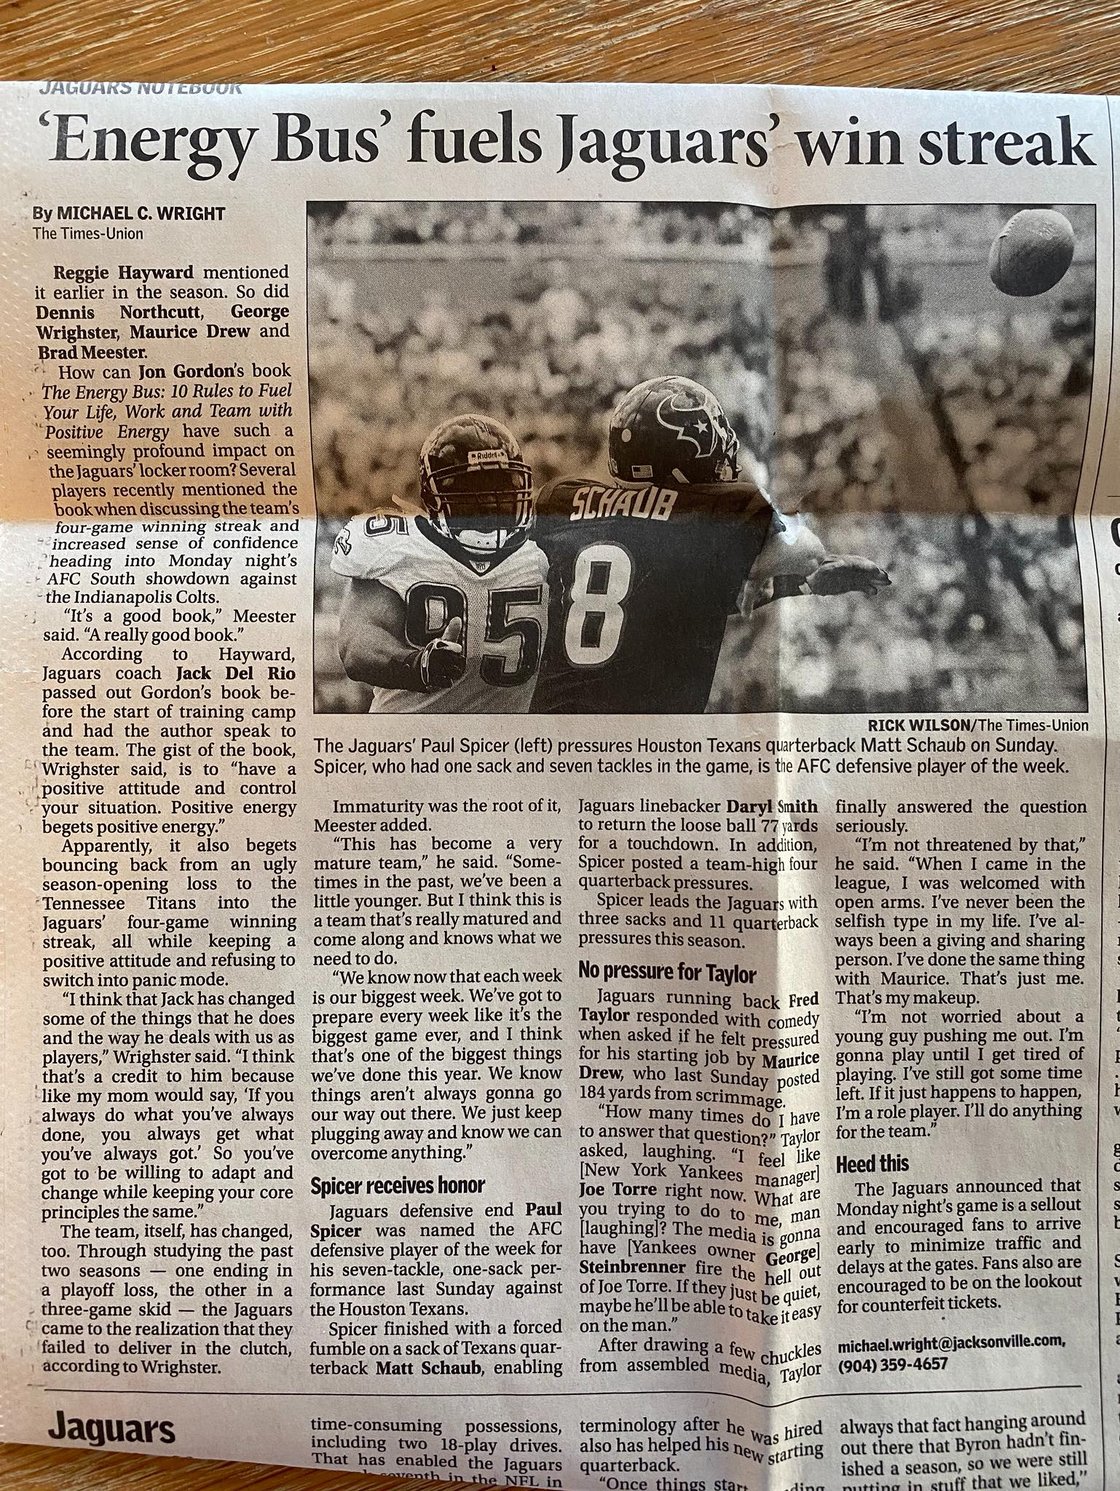 JAGUARS NOTEBOOK
‘Energy Bus’ fuels Jaguars’ win streak
By MICHAEL C. WRIGHT
The Times-Union
Reggie Hayward mentioned
it earlier in the season. So did
Dennis Northcutt, George
Wrighster, Maurice Drew and
Brad Meester.
How can Jon Gordon’s book
The Energy Bus: 10 Rules to Fuel
Your Life, Work and Team with
Positive Energy have such a
seemingly profound impact on
the Jaguars’ locker room? Several
players recently mentioned the
book when discussing the team’s
four-game winning streak and
increased sense of confidence
heading into Monday night’s
AFC South showdown against
the Indianapolis Colts.
“It’s a good book,” Meester
said. “A really good book.”
According to Hayward,
Jaguars coach Jack Del Rio
passed out Gordon’s book be-
fore the start of training camp
and had the author speak to
the team. The gist of the book,
Wrighster said, is to “have a
positive attitude and control
your situation. Positive energy
begets positive energy.”
Apparently, it also begets
bouncing back from an ugly
season-opening loss to the
Tennessee Titans into the
Jaguars’ four-game winning
streak, all while keeping a
positive attitude and refusing to
switch into panic mode.
“I think that Jack has changed
some of the things that he does
and the way he deals with us as
players,” Wrighster said. “I think
that’s a credit to him because
like my mom would say, ‘If you
always do what you’ve always
done, you always get what
you’ve always got.’ So you’ve
got to be willing to adapt and
change while keeping your core
principles the same.”
The team, itself, has changed,
too. Through studying the past
two seasons — one ending in
a playoff loss, the other in a
three-game skid — the Jaguars
came to the realization that they
failed to deliver in the clutch,
according to Wrighster.
Riddell
SCHAUB
8
95
95
RICK WILSON/The Times-Union
The Jaguars’ Paul Spicer (left) pressures Houston Texans quarterback Matt Schaub on Sunday.
Spicer, who had one sack and seven tackles in the game, is the AFC defensive player of the week.
Immaturity was the root of it,
Meester added.
“This has become a very
mature team,” he said. “Some-
times in the past, we’ve been a
little younger. But I think this is
a team that’s really matured and
come along and knows what we
need to do.
“We know now that each week
is our biggest week. We’ve got to
prepare every week like it’s the
biggest game ever, and I think
that’s one of the biggest things
we’ve done this year. We know
things aren’t always gonna go
our way out there. We just keep
plugging away and know we can
overcome anything.”
Spicer receives honor
Jaguars defensive end Paul
Spicer was named the AFC
defensive player of the week for
his seven-tackle, one-sack per-
formance last Sunday against
the Houston Texans.
Spicer finished with a forced
fumble on a sack of Texans quar-
terback Matt Schaub, enabling
Jaguars linebacker Daryl Smith
to return the loose ball 77 yards
for a touchdown. In addition,
Spicer posted a team-high four
quarterback pressures.
Spicer leads the Jaguars with
three sacks and 11 quarterback
pressures this season.
No pressure for Taylor
Jaguars running back Fred
Taylor responded with comedy
when asked if he felt pressured
for his starting job by Maurice
Drew, who last Sunday posted
184 yards from scrimmage.
“How many times do I have
to answer that question?” Taylor
asked, laughing. “I feel like
[New York Yankees manager]
Joe Torre right now. What are
you trying to do to me, man
[laughing]? The media is gonna
have [Yankees owner George]
Steinbrenner fire the hell out
of Joe Torre. If they just be quiet,
maybe he’ll be able to take it easy
on the man.”
After drawing a few chuckles
from assembled media, Taylor
finally answered the question
seriously.
“I’m not threatened by that,”
he said. “When I came in the
league, I was welcomed with
open arms. I’ve never been the
selfish type in my life. I’ve al-
ways been a giving and sharing
person. I’ve done the same thing
with Maurice. That’s just me.
That’s my makeup.
“I’m not worried about a
young guy pushing me out. I’m
gonna play until I get tired of
playing. I’ve still got some time
left. If it just happens to happen,
I’m a role player. I’ll do anything
for the team.”
Heed this
The Jaguars announced that
Monday night’s game is a sellout
and encouraged fans to arrive
early to minimize traffic and
delays at the gates. Fans also are
encouraged to be on the lookout
for counterfeit tickets.
michael.wright@jacksonville.com,
(904) 359-4657
Jaguars
time-consuming possessions,
including two 18-play drives.
That has enabled the Jaguars
seventh in the NFL in
terminology after he was hired
also has helped his new starting
quarterback.
“Once things
always that fact hanging around
out there that Byron hadn’t fin-
ished a season, so we were still
putting in stuff that we liked,”